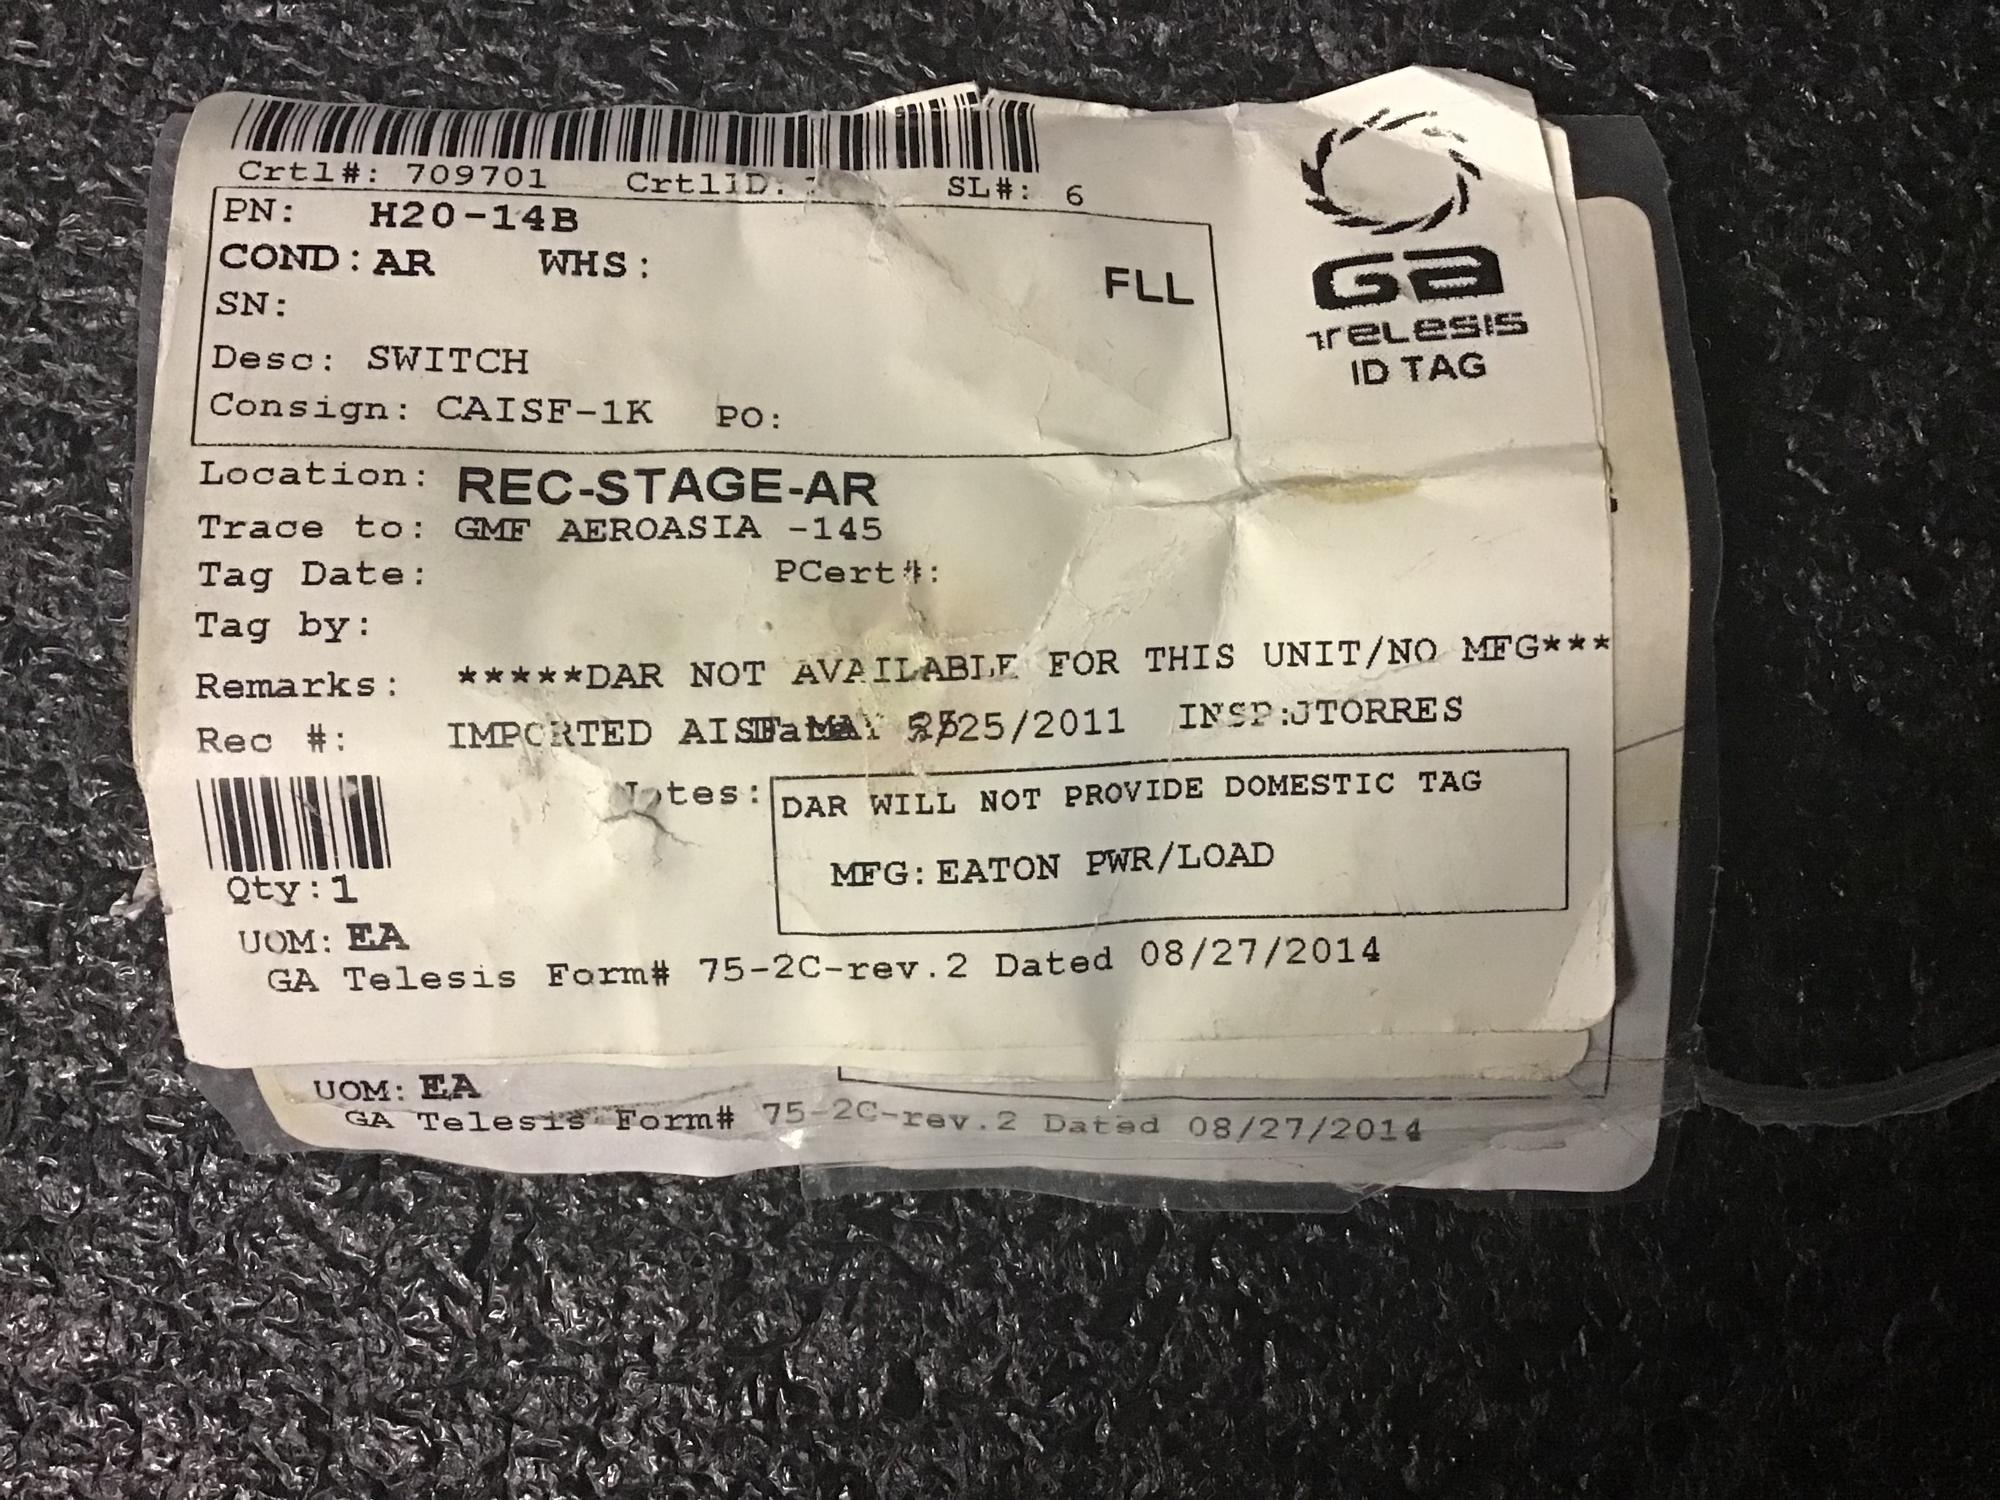 Crtl#: 709701 CrtlID: SL#: 6
PN: H20-14B
COND: AR WHS: FLL
SN:
Desc: SWITCH
Consign: CAISF-1K PO:
GA
TELESIS
ID TAG
Location: REC-STAGE-AR
Trace to: GMF AEROASIA -145
Tag Date: PCert#:
Tag by:
Remarks: *****DAR NOT AVAILABLE FOR THIS UNIT/NO MFG***
Rec #: IMPORTED 25/2011 INSP:JTORRES
Notes: DAR WILL NOT PROVIDE DOMESTIC TAG
MFG:EATON PWR/LOAD
Qty:1
UOM: EA
GA Telesis Form# 75-2C-rev.2 Dated 08/27/2014
UOM: EA
GA Telesis Form# 75-2C-rev.2 Dated 08/27/2014